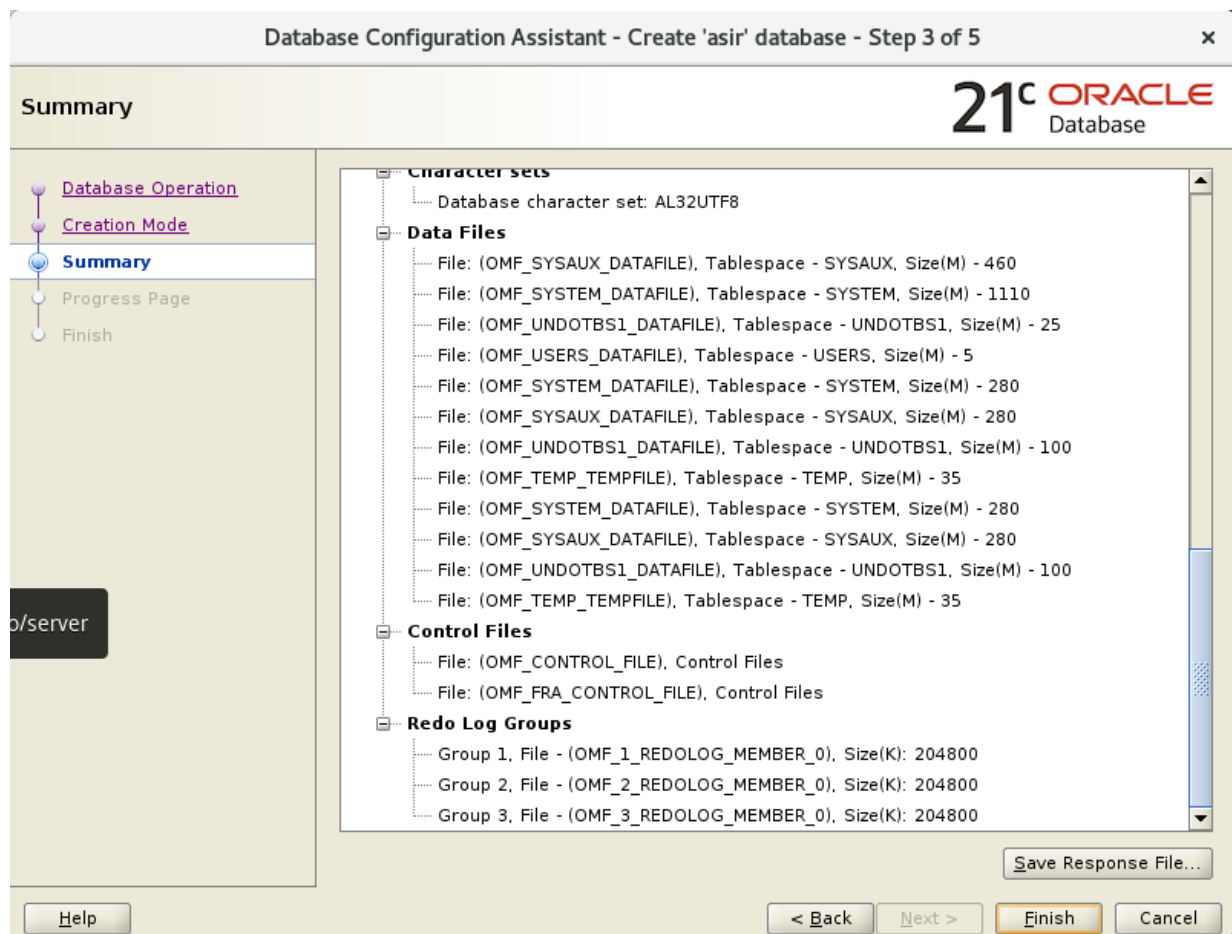 Database Configuration Assistant - Create 'asir' database - Step 3 of 5
×
Summary
21c ORACLE
Database
Database Operation
Creation Mode
Summary
Progress Page
Finish
o/server
Character sets
Database character set: AL32UTF8
Data Files
File: (OMF_SYSAUX_DATAFILE), Tablespace - SYSAUX, Size(M) - 460
File: (OMF_SYSTEM_DATAFILE), Tablespace - SYSTEM, Size(M) - 1110
File: (OMF_UNDOTBS1_DATAFILE), Tablespace - UNDOTBS1, Size(M) - 25
File: (OMF_USERS_DATAFILE), Tablespace - USERS, Size(M) - 5
File: (OMF_SYSTEM_DATAFILE), Tablespace - SYSTEM, Size(M) - 280
File: (OMF_SYSAUX_DATAFILE), Tablespace - SYSAUX, Size(M) - 280
File: (OMF_UNDOTBS1_DATAFILE), Tablespace - UNDOTBS1, Size(M) - 100
File: (OMF_TEMP_TEMPFILE), Tablespace - TEMP, Size(M) - 35
File: (OMF_SYSTEM_DATAFILE), Tablespace - SYSTEM, Size(M) - 280
File: (OMF_SYSAUX_DATAFILE), Tablespace - SYSAUX, Size(M) - 280
File: (OMF_UNDOTBS1_DATAFILE), Tablespace - UNDOTBS1, Size(M) - 100
File: (OMF_TEMP_TEMPFILE), Tablespace - TEMP, Size(M) - 35
Control Files
File: (OMF_CONTROL_FILE), Control Files
File: (OMF_FRA_CONTROL_FILE), Control Files
Redo Log Groups
Group 1, File - (OMF_1_REDOLOG_MEMBER_0), Size(K): 204800
Group 2, File - (OMF_2_REDOLOG_MEMBER_0), Size(K): 204800
Group 3, File - (OMF_3_REDOLOG_MEMBER_0), Size(K): 204800
Save Response File...
Help
< Back
Next >
Finish
Cancel